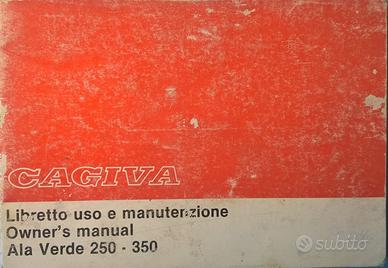 CAGIVA
Libretto uso e manutenzione
Owner's manual
Ala Verde 250 - 350
subito